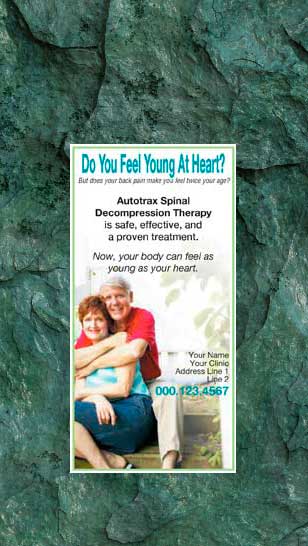 Do You Feel Young At Heart?
But does your back pain make you feel twice your age?
Autotrax Spinal
Decompression Therapy
is safe, effective, and
a proven treatment.
Now, your body can feel as
young as your heart.
Your Name
Your Clinic
Address Line 1
Line 2
000.123.4567